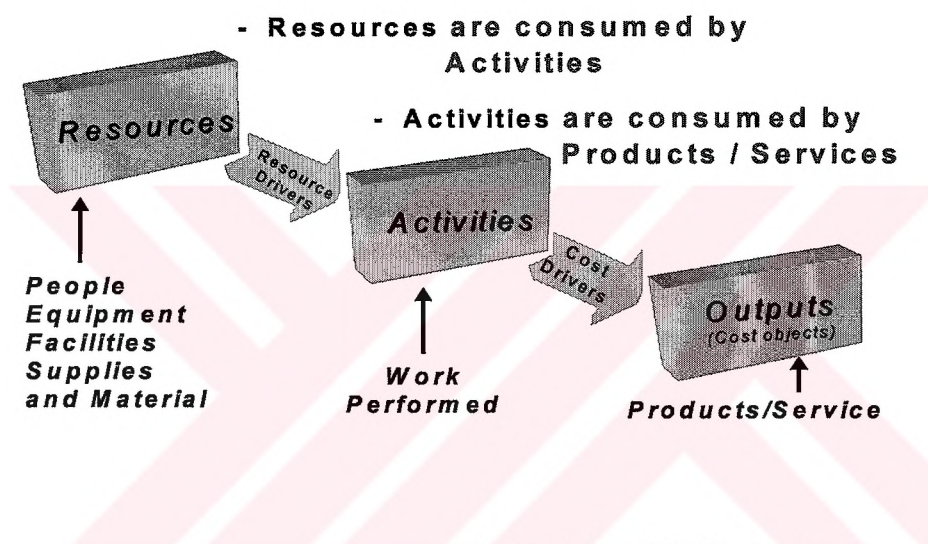 - Resources are consumed by
Activities
- Activities are consumed by
Products / Services
Resources
Resource
Drivers
Activities
Cost
Drivers
Outputs
(Cost objects)
People
Equipment
Facilities
Supplies
and Material
Work
Performed
Products/Service